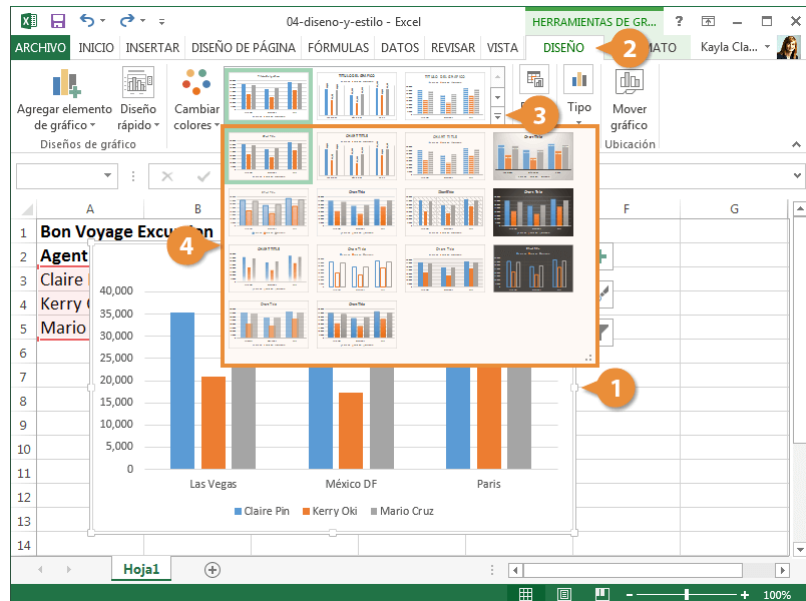 04-diseno-y-estilo - Excel
HERRAMIENTAS DE GR...
?
ARCHIVO INICIO INSERTAR DISEÑO DE PÁGINA FÓRMULAS DATOS REVISAR VISTA DISEÑO 2 ATO Kayla Cla...
Agregar elemento de gráfico
Diseño rápido
Cambiar colores
3
Tipo
Mover gráfico
Diseños de gráfico
Ubicación
A B F G
1 Bon Voyage Excu n
2 Agent
3 Claire
4 Kerry
5 Mario
6
7
8
9
10
11
12
13
14
4
1
40,000
35,000
30,000
25,000
20,000
15,000
10,000
5,000
0
Las Vegas México DF Paris
Claire Pin Kerry Oki Mario Cruz
Hoja1
100%